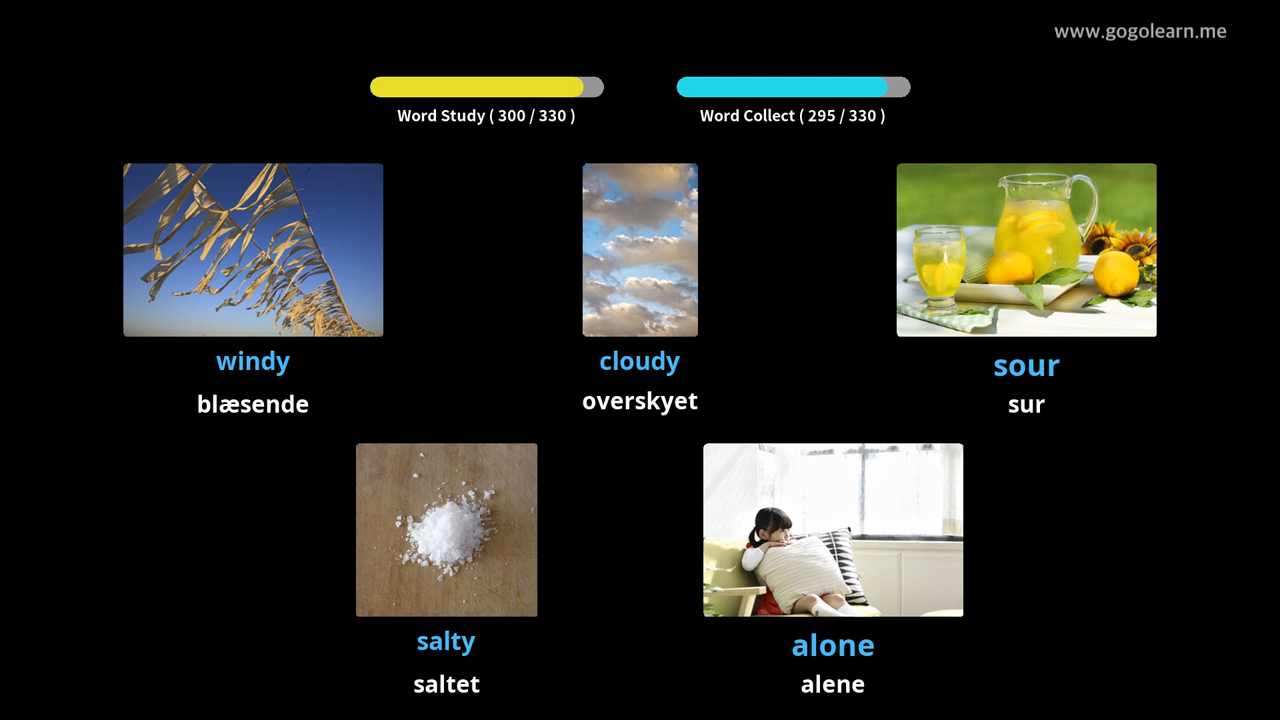 www.gogolearn.me
Word Study ( 300 / 330 )
Word Collect ( 295 / 330 )
windy
blæsende
cloudy
overskyet
sour
sur
salty
saltet
alone
alene